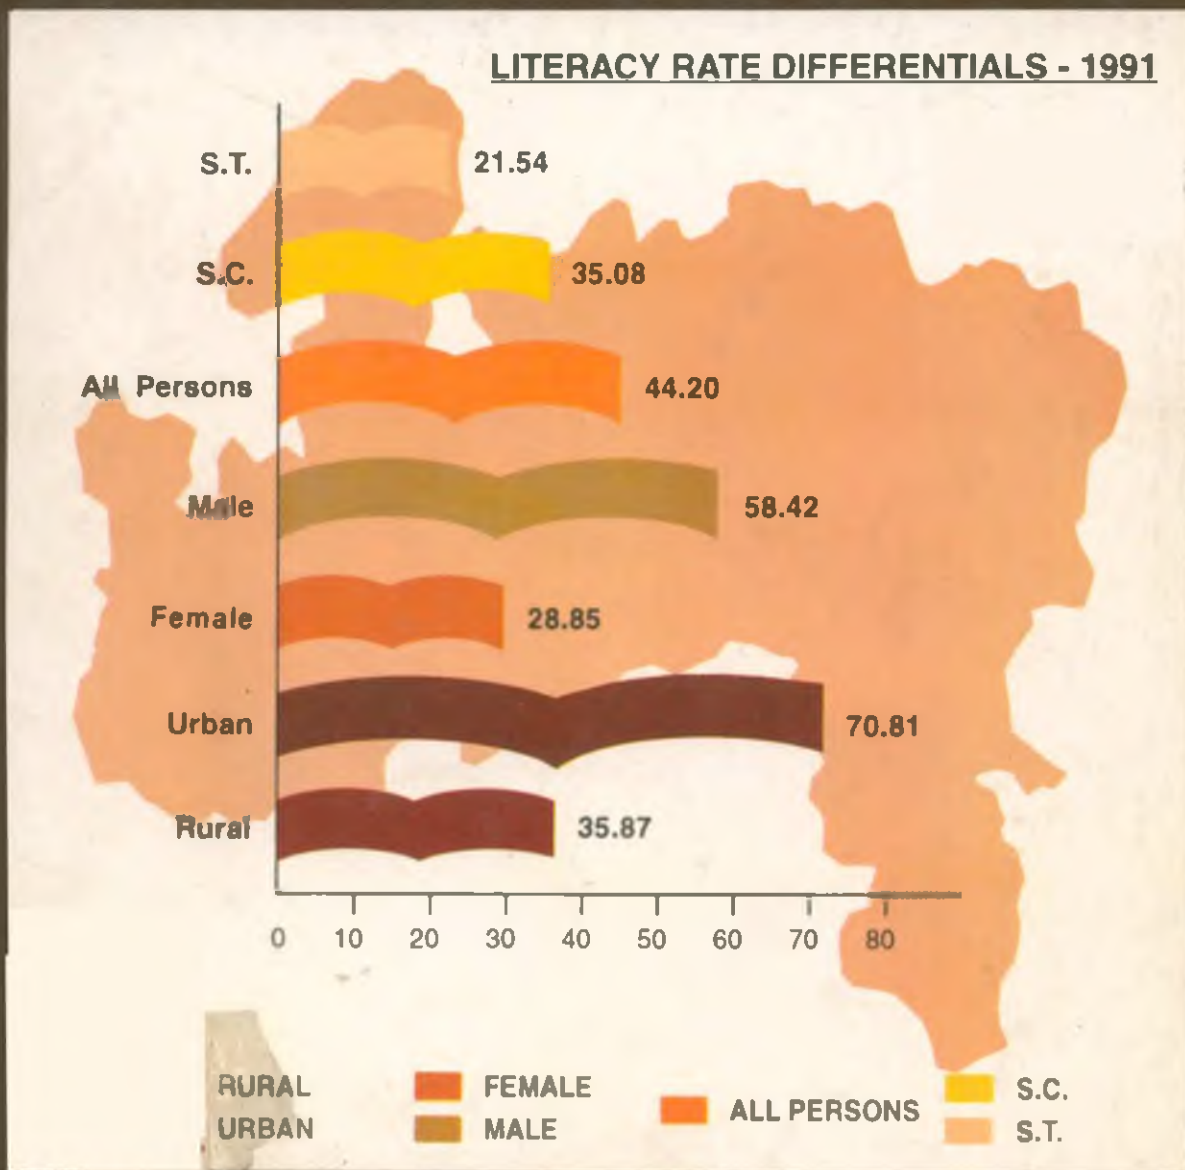 LITERACY RATE DIFFERENTIALS - 1991
S.T. 21.54
S.C. 35.08
All Persons 44.20
Male 58.42
Female 28.85
Urban 70.81
Rural 35.87
0 10 20 30 40 50 60 70 80
RURAL FEMALE ALL PERSONS S.C.
URBAN MALE S.T.